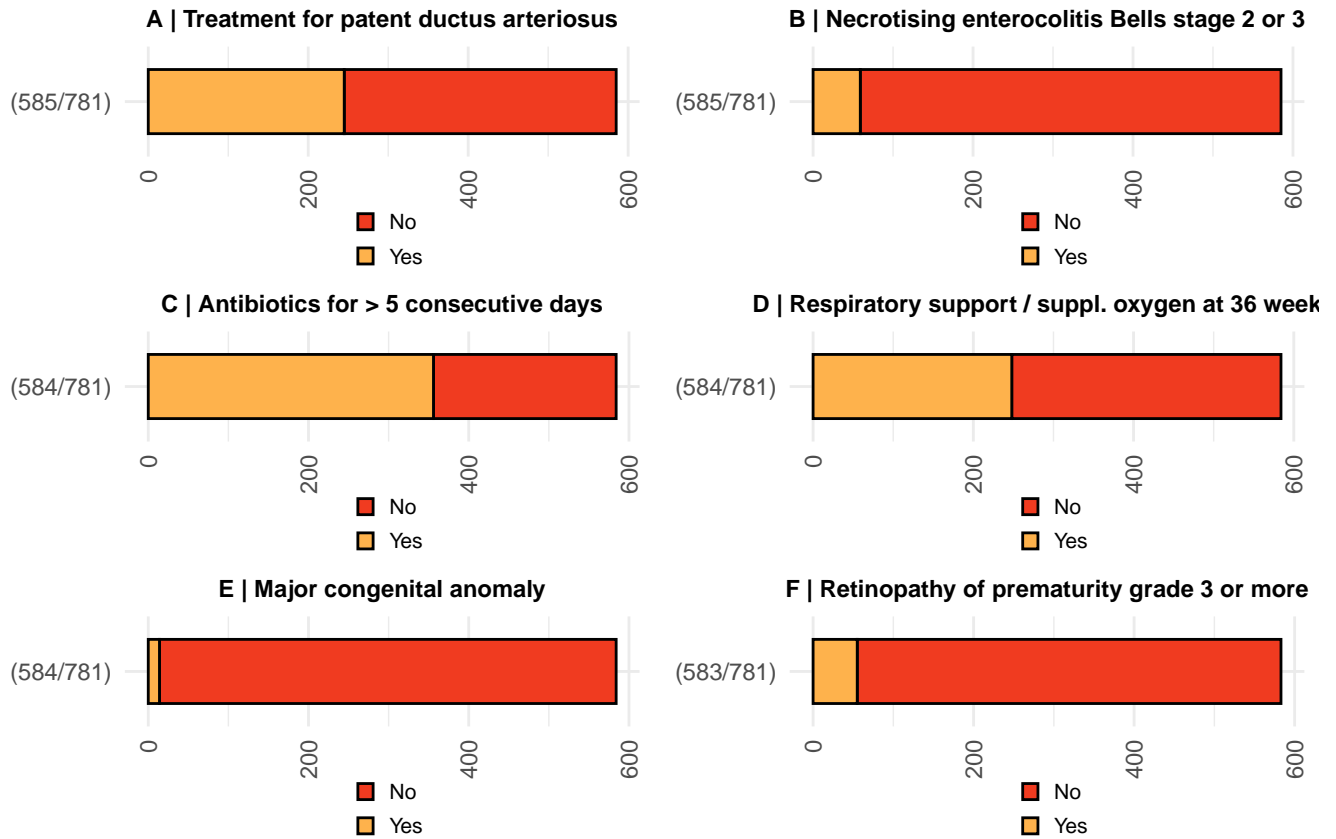 A | Treatment for patent ductus arteriosus
(585/781)
0
200
400
600
No
Yes
B | Necrotising enterocolitis Bells stage 2 or 3
(585/781)
0
200
400
600
No
Yes
C | Antibiotics for > 5 consecutive days
(584/781)
0
200
400
600
No
Yes
D | Respiratory support / suppl. oxygen at 36 week
(584/781)
0
200
400
600
No
Yes
E | Major congenital anomaly
(584/781)
0
200
400
600
No
Yes
F | Retinopathy of prematurity grade 3 or more
(583/781)
0
200
400
600
No
Yes